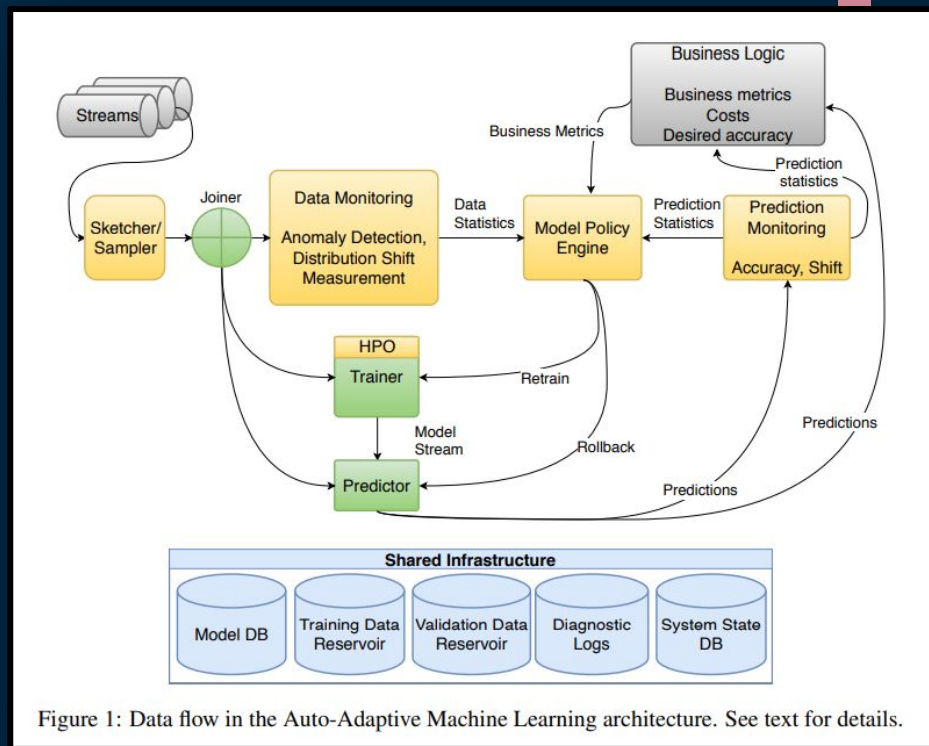 Streams
Sketcher/
Sampler
Joiner
Data Monitoring
Anomaly Detection,
Distribution Shift
Measurement
Data
Statistics
Business Metrics
Model Policy
Engine
Prediction
Statistics
Business Logic
Business metrics
Costs
Desired accuracy
Prediction
statistics
Prediction
Monitoring
Accuracy, Shift
HPO
Trainer
Retrain
Model
Stream
Rollback
Predictor
Predictions
Predictions
Shared Infrastructure
Model DB
Training Data
Reservoir
Validation Data
Reservoir
Diagnostic
Logs
System State
DB
Figure 1: Data flow in the Auto-Adaptive Machine Learning architecture. See text for details.